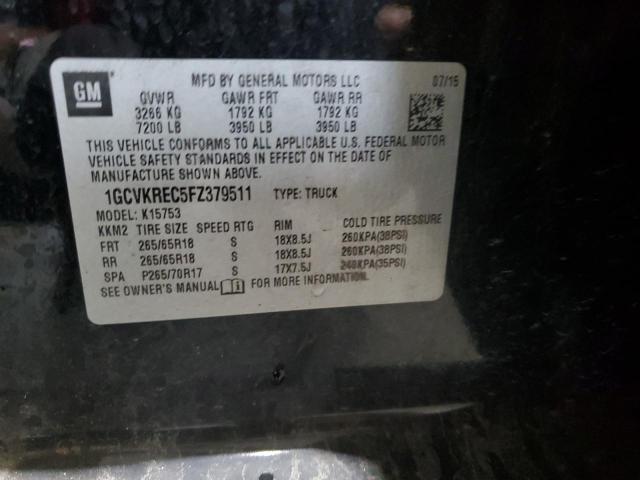 GM
MFD BY GENERAL MOTORS LLC 07/15
GVWR GAWR FRT GAWR RR
3266 KG 1792 KG 1792 KG
7200 LB 3950 LB 3950 LB
THIS VEHICLE CONFORMS TO ALL APPLICABLE U.S. FEDERAL MOTOR
VEHICLE SAFETY STANDARDS IN EFFECT ON THE DATE OF
MANUFACTURE SHOWN ABOVE.
1GCVKREC5FZ379511 TYPE: TRUCK
MODEL: K15753
KKM2 TIRE SIZE SPEED RTG RIM COLD TIRE PRESSURE
FRT 265/65R18 S 18X8.5J 260KPA(38PSI)
RR 265/65R18 S 18X8.5J 260KPA(38PSI)
SPA P265/70R17 S 17X7.5J 240KPA(35PSI)
SEE OWNER'S MANUAL FOR MORE INFORMATION.